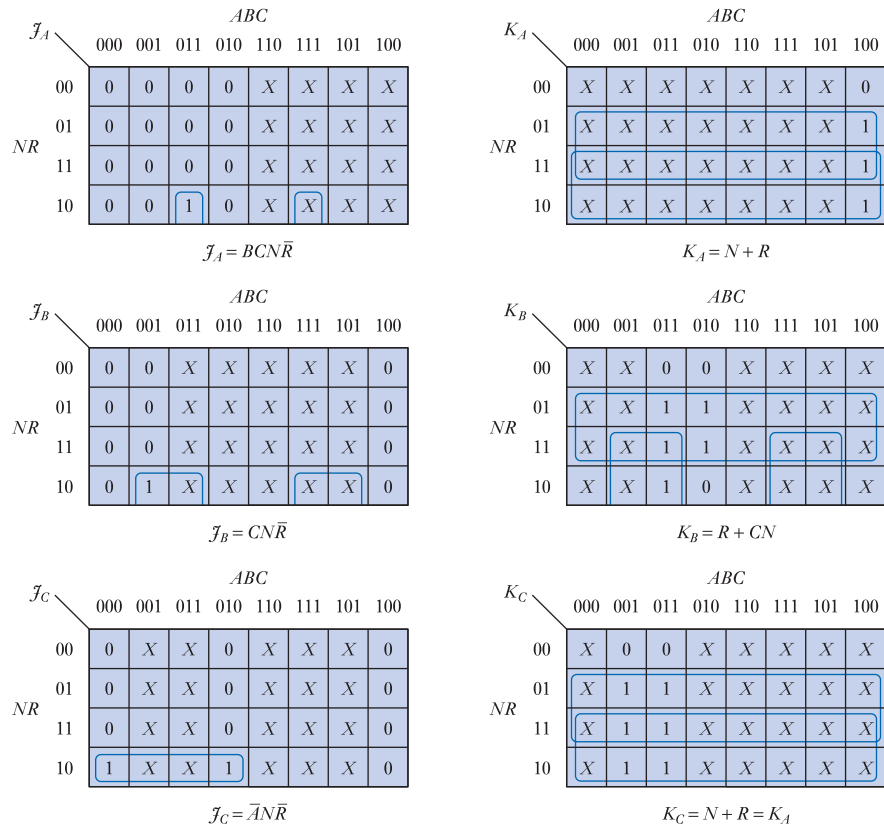 J_A ABC
000 001 011 010 110 111 101 100
00 0 0 0 0 X X X X
01 0 0 0 0 X X X X
NR
11 0 0 0 0 X X X X
10 0 0 1 0 X X X X
J_A = BCNR̄
K_A ABC
000 001 011 010 110 111 101 100
00 X X X X X X X 0
01 X X X X X X X 1
NR
11 X X X X X X X 1
10 X X X X X X X 1
K_A = N + R
J_B ABC
000 001 011 010 110 111 101 100
00 0 0 X X X X X 0
01 0 0 X X X X X 0
NR
11 0 0 X X X X X 0
10 0 1 X X X X X 0
J_B = CNR̄
K_B ABC
000 001 011 010 110 111 101 100
00 X X 0 0 X X X X
01 X X 1 1 X X X X
NR
11 X X 1 1 X X X X
10 X X 1 0 X X X X
K_B = R + CN
J_C ABC
000 001 011 010 110 111 101 100
00 0 X X 0 X X X 0
01 0 X X 0 X X X 0
NR
11 0 X X 0 X X X 0
10 1 X X 1 X X X 0
J_C = ĀNR̄
K_C ABC
000 001 011 010 110 111 101 100
00 X 0 0 X X X X X
01 X 1 1 X X X X X
NR
11 X 1 1 X X X X X
10 X 1 1 X X X X X
K_C = N + R = K_A